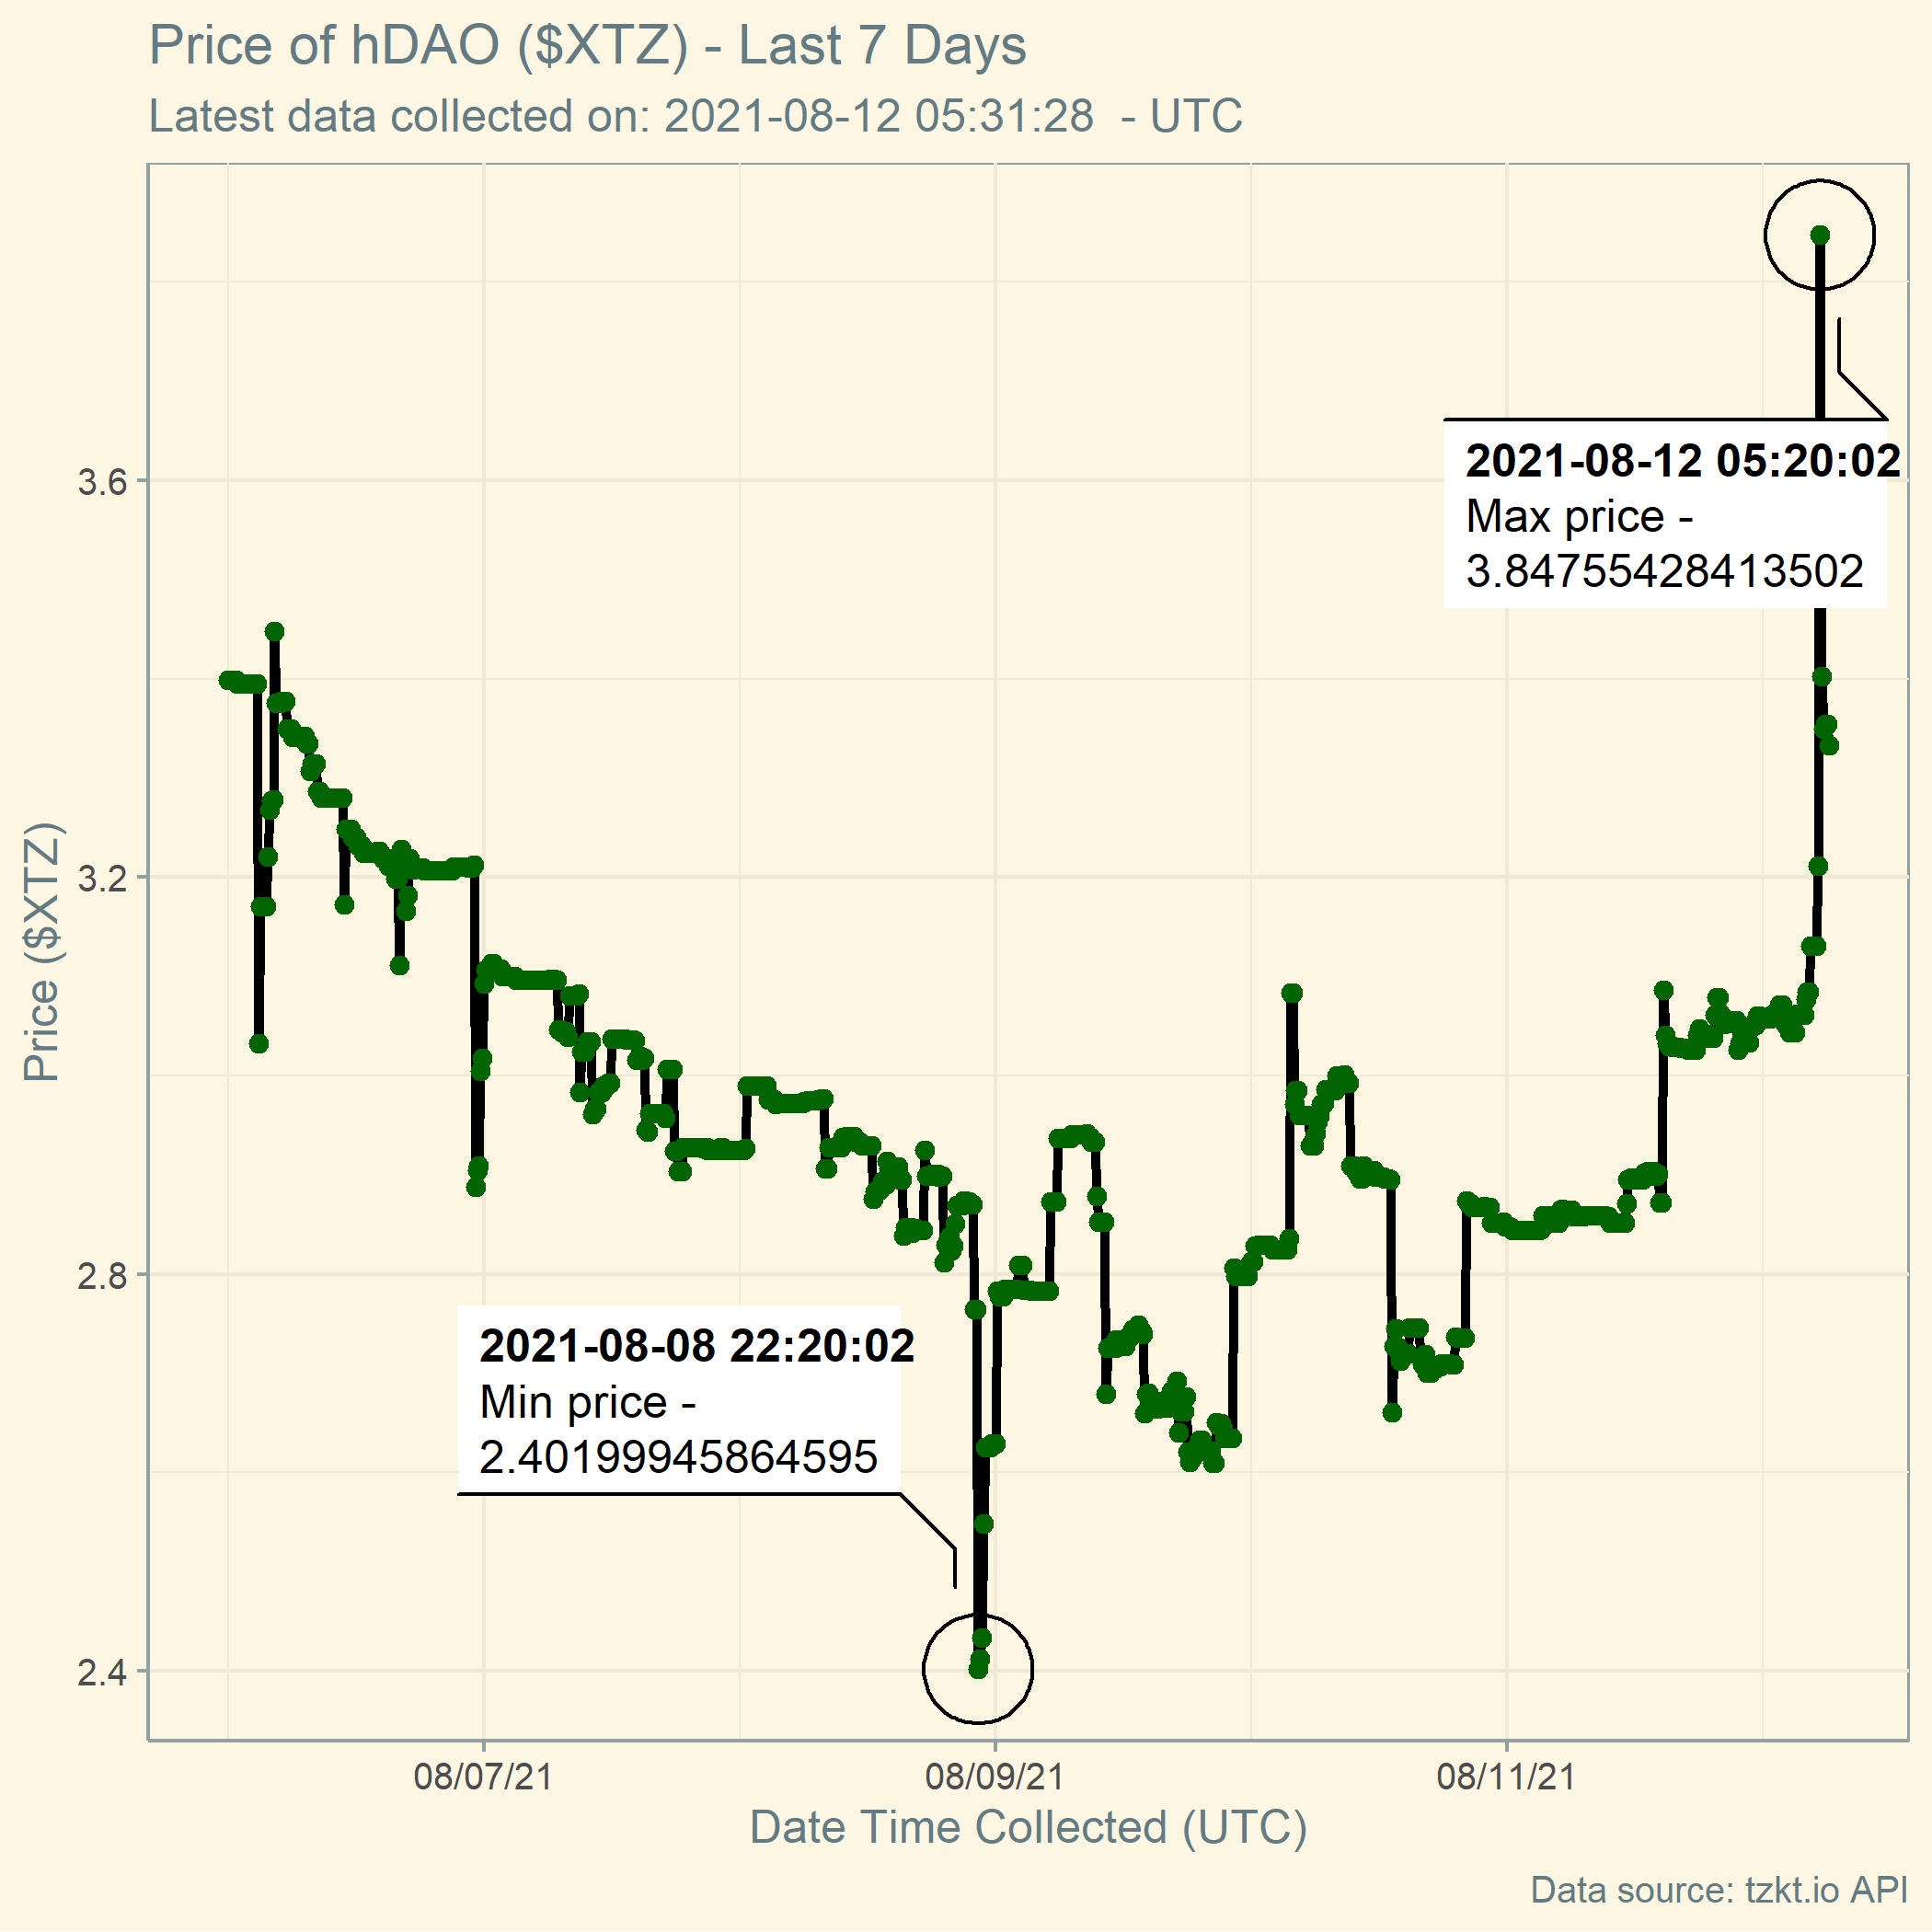 Price of hDAO ($XTZ) - Last 7 Days
Latest data collected on: 2021-08-12 05:31:28  - UTC
2021-08-12 05:20:02
Max price -
3.84755428413502
3.6
3.2
2.8
2.4
Price ($XTZ)
2021-08-08 22:20:02
Min price -
2.40199945864595
08/07/21
08/09/21
08/11/21
Date Time Collected (UTC)
Data source: tzkt.io API